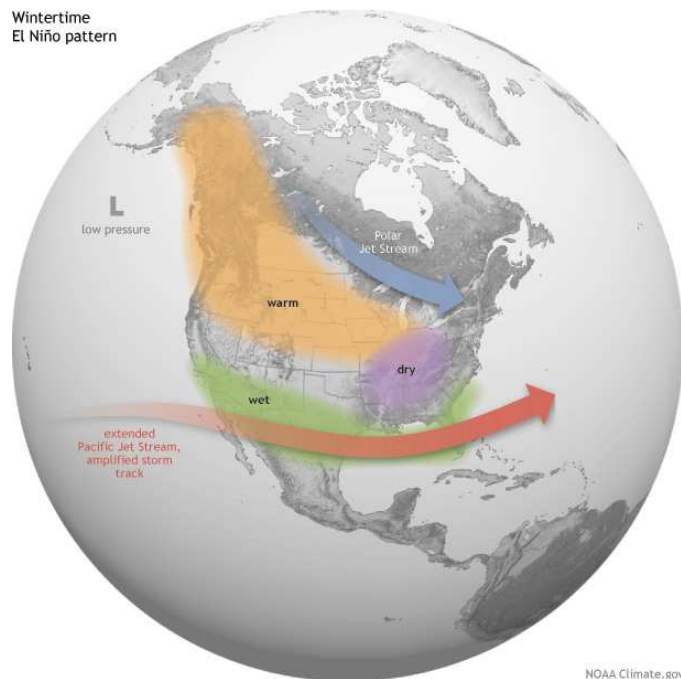 Wintertime
El Niño pattern
L
low pressure
Polar
Jet Stream
warm
dry
wet
extended
Pacific Jet Stream,
amplified storm
track
NOAA Climate.gov